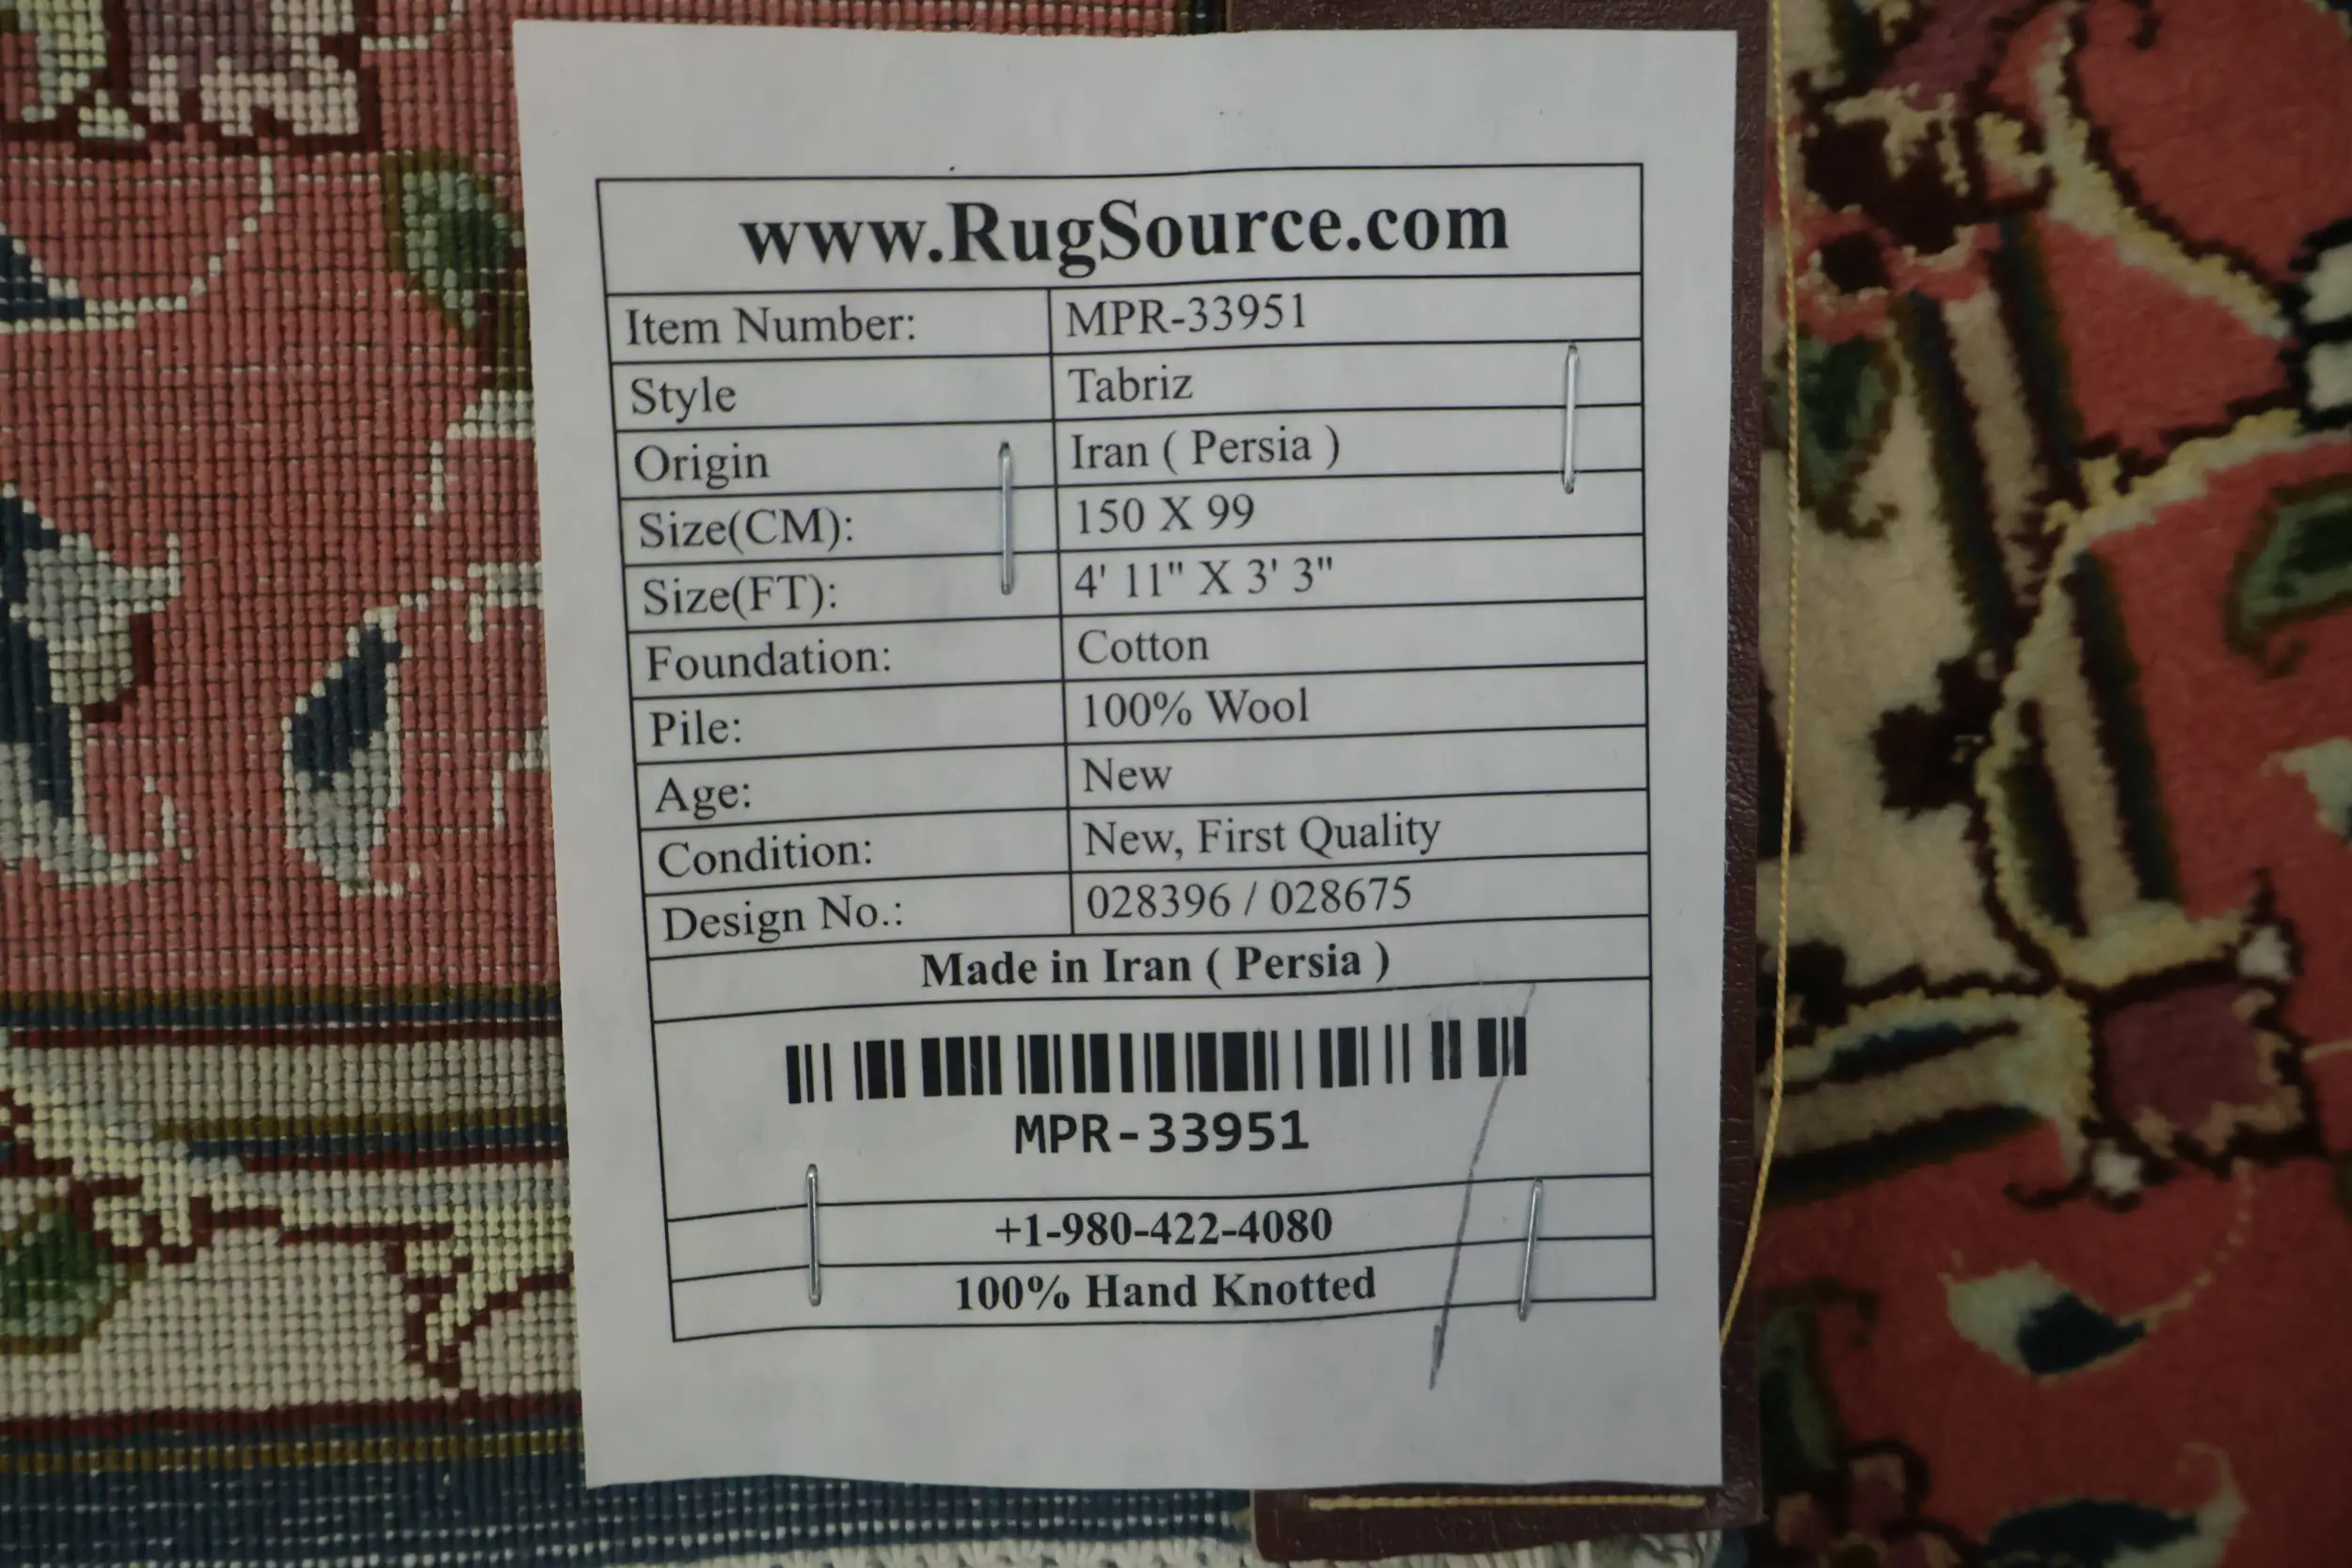 www.RugSource.com
Item Number: MPR-33951
Style Tabriz
Origin Iran ( Persia )
Size(CM): 150 X 99
Size(FT): 4' 11" X 3' 3"
Foundation: Cotton
Pile: 100% Wool
Age: New
Condition: New, First Quality
Design No.: 028396 / 028675
Made in Iran ( Persia )
MPR-33951
+1-980-422-4080
100% Hand Knotted